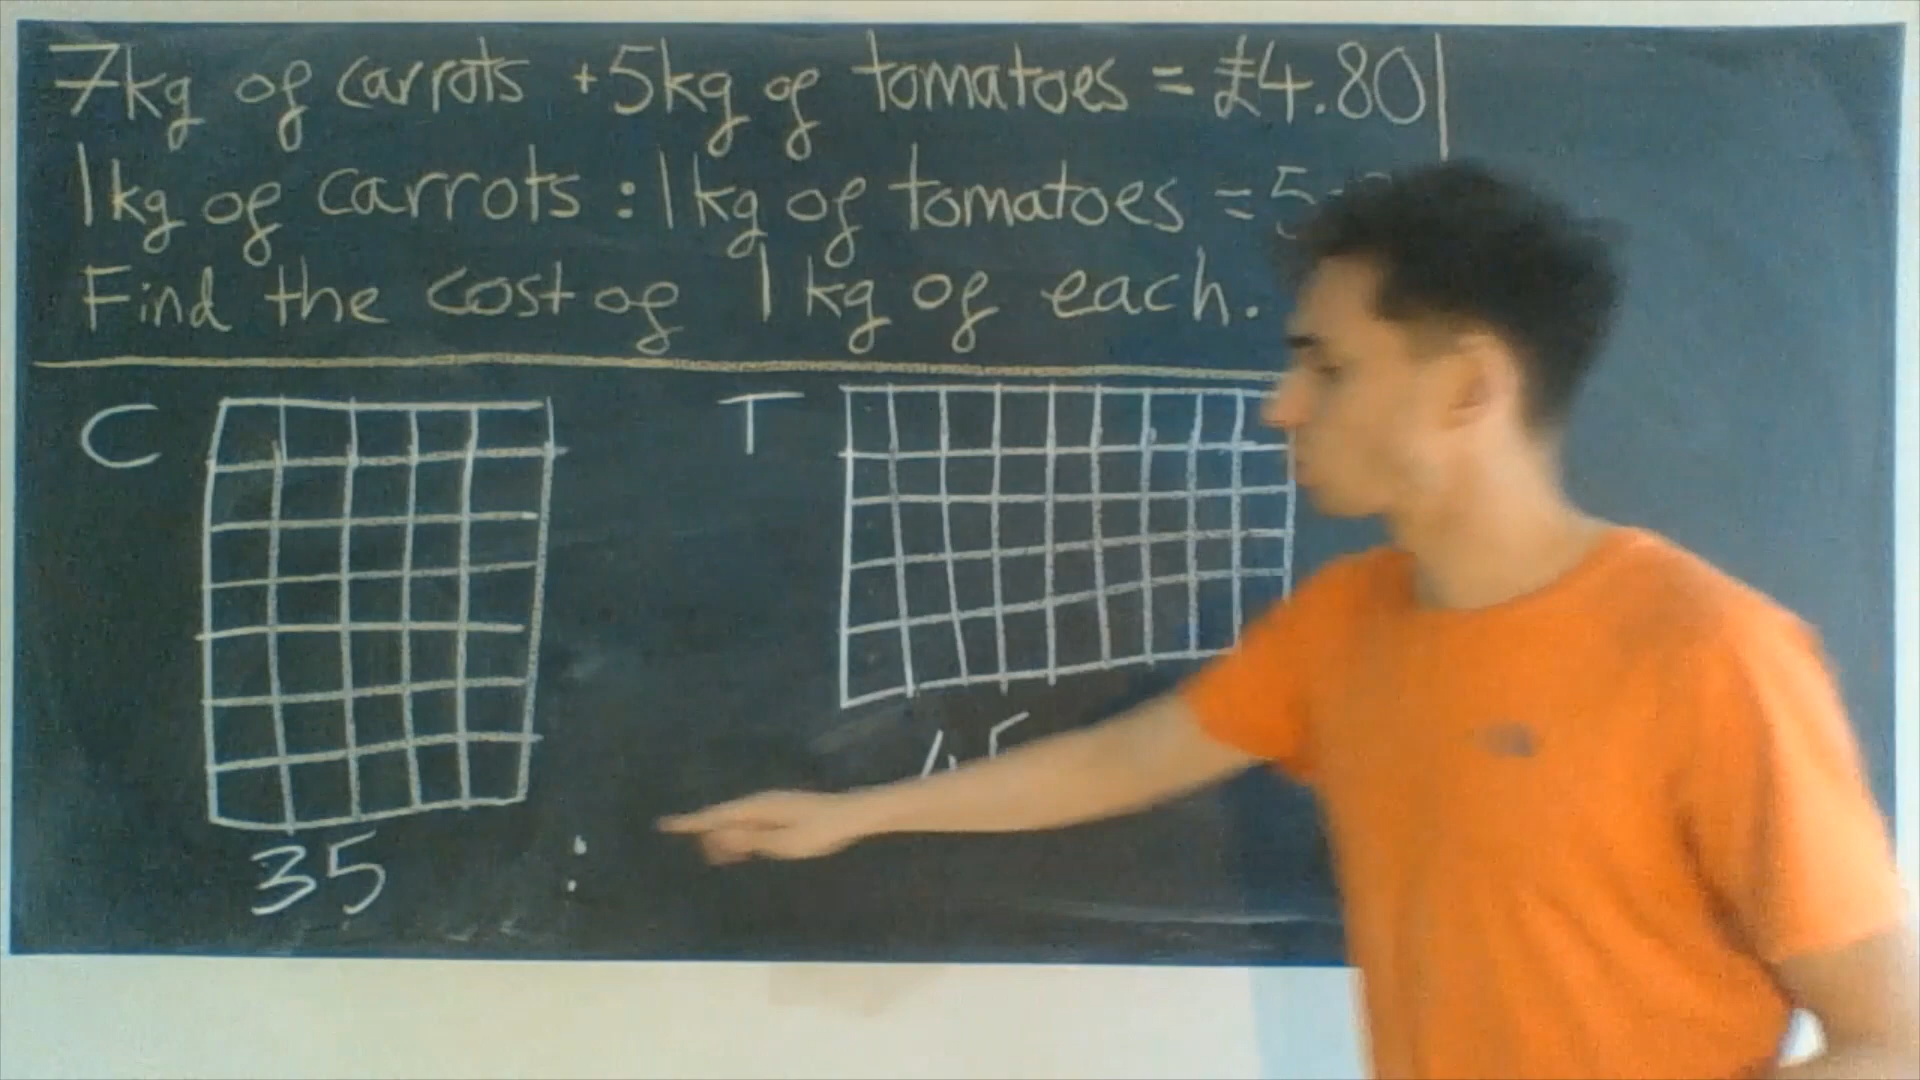 7kg of carrots + 5kg of tomatoes = £4.80
1kg of carrots : 1kg of tomatoes = 5:
Find the cost of 1kg of each.
C T
45
35 :